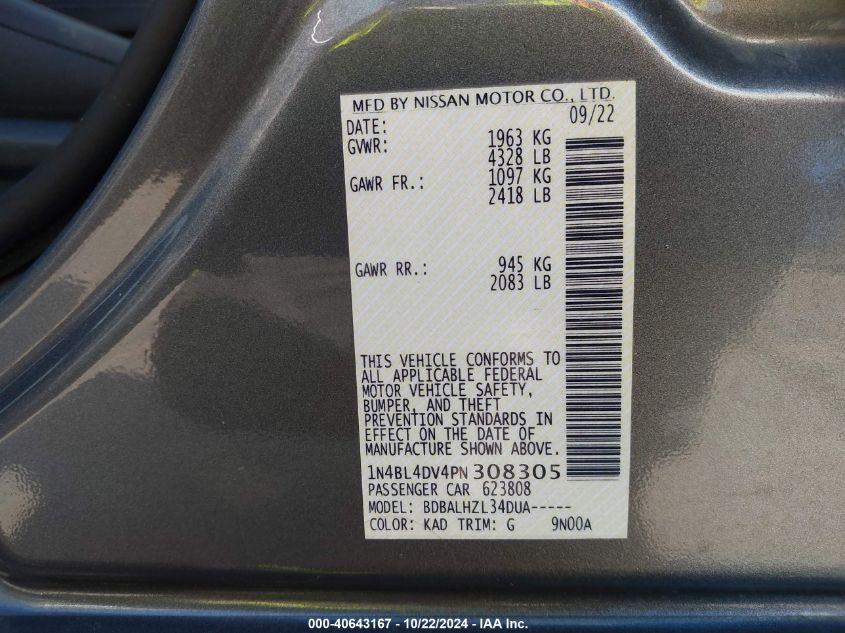 MFD BY NISSAN MOTOR CO., LTD.
DATE: 09/22
GVWR: 1963 KG
4328 LB
GAWR FR.: 1097 KG
2418 LB
GAWR RR.: 945 KG
2083 LB
THIS VEHICLE CONFORMS TO
ALL APPLICABLE FEDERAL
MOTOR VEHICLE SAFETY,
BUMPER, AND THEFT
PREVENTION STANDARDS IN
EFFECT ON THE DATE OF
MANUFACTURE SHOWN ABOVE.
1N4BL4DV4PN308305
PASSENGER CAR 623808
MODEL: BDBALHZL34DUA-----
COLOR: KAD TRIM: G 9N00A
000-40643167 - 10/22/2024 - IAA Inc.